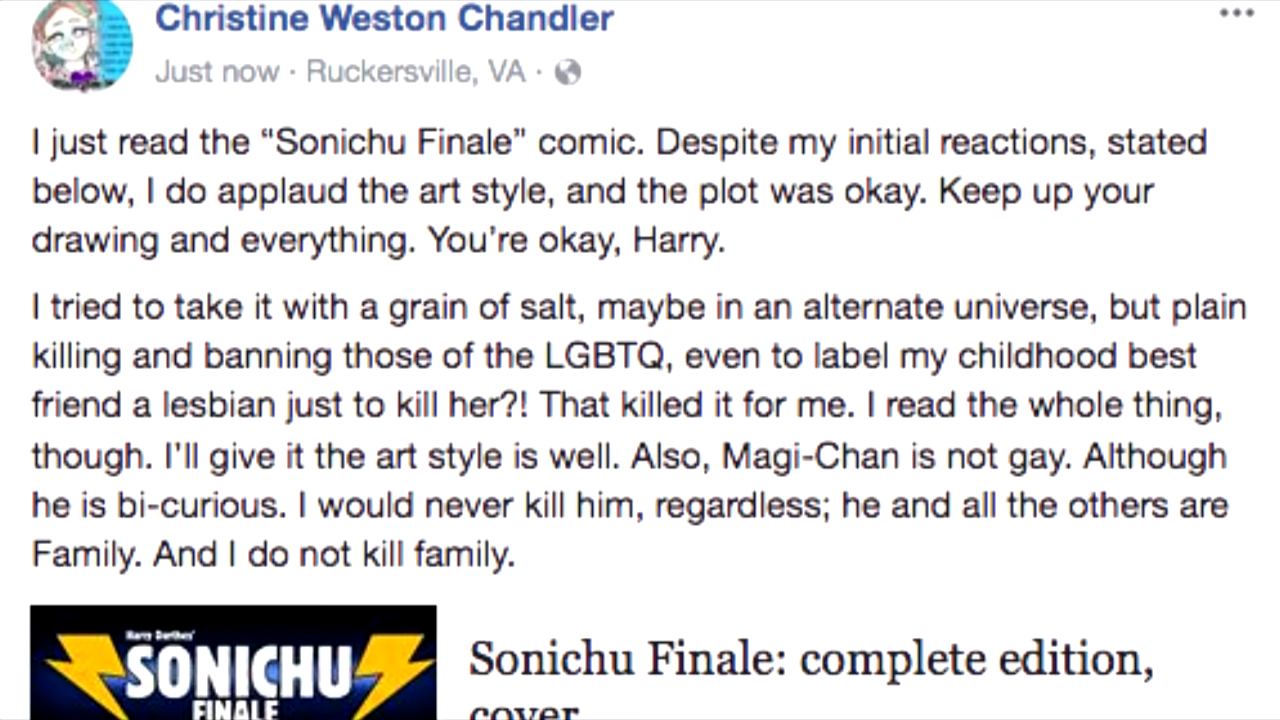 Christine Weston Chandler
Just now · Ruckersville, VA ·
I just read the “Sonichu Finale” comic. Despite my initial reactions, stated
below, I do applaud the art style, and the plot was okay. Keep up your
drawing and everything. You’re okay, Harry.
I tried to take it with a grain of salt, maybe in an alternate universe, but plain
killing and banning those of the LGBTQ, even to label my childhood best
friend a lesbian just to kill her?! That killed it for me. I read the whole thing,
though. I’ll give it the art style is well. Also, Magi-Chan is not gay. Although
he is bi-curious. I would never kill him, regardless; he and all the others are
Family. And I do not kill family.
SONICHU
FINALE
Sonichu Finale: complete edition,
cover